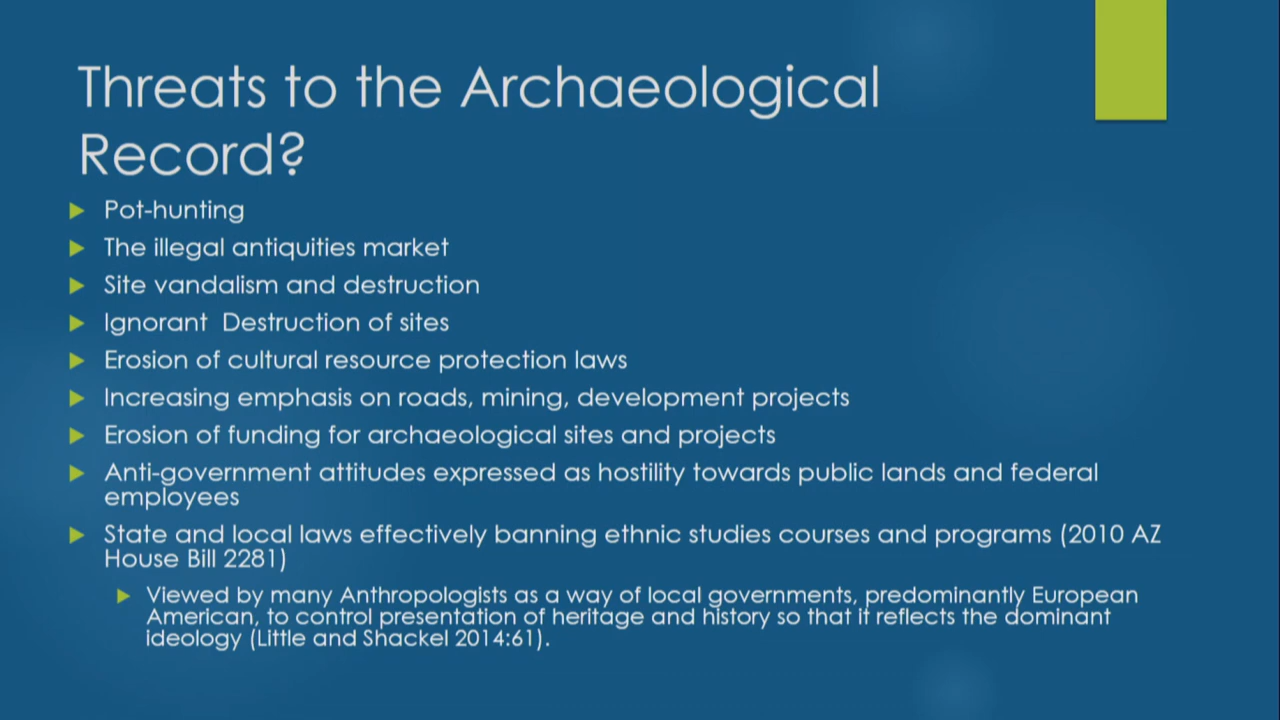 Threats to the Archaeological
Record?
Pot-hunting
The illegal antiquities market
Site vandalism and destruction
Ignorant  Destruction of sites
Erosion of cultural resource protection laws
Increasing emphasis on roads, mining, development projects
Erosion of funding for archaeological sites and projects
Anti-government attitudes expressed as hostility towards public lands and federal
employees
State and local laws effectively banning ethnic studies courses and programs (2010 AZ
House Bill 2281)
Viewed by many Anthropologists as a way of local governments, predominantly European
American, to control presentation of heritage and history so that it reflects the dominant
ideology (Little and Shackel 2014:61).